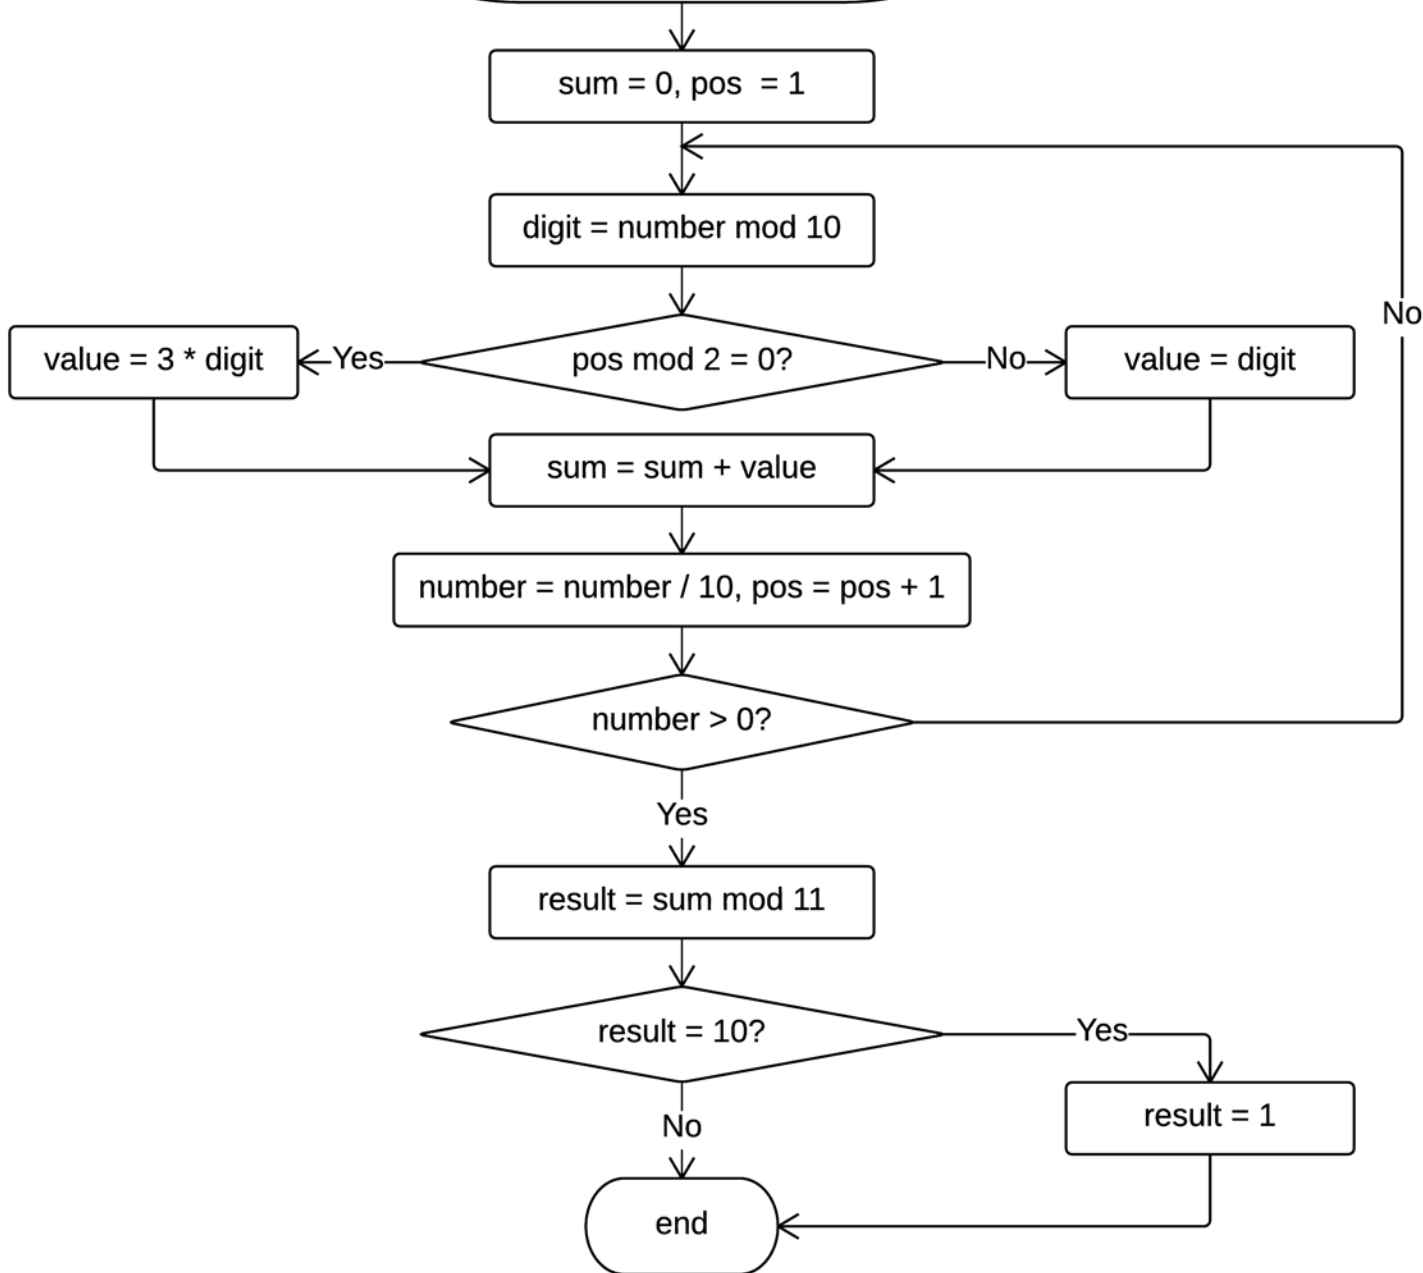 sum = 0, pos  = 1
digit = number mod 10
No
value = 3 * digit
Yes
pos mod 2 = 0?
No
value = digit
sum = sum + value
number = number / 10, pos = pos + 1
number > 0?
Yes
result = sum mod 11
result = 10?
Yes
result = 1
No
end